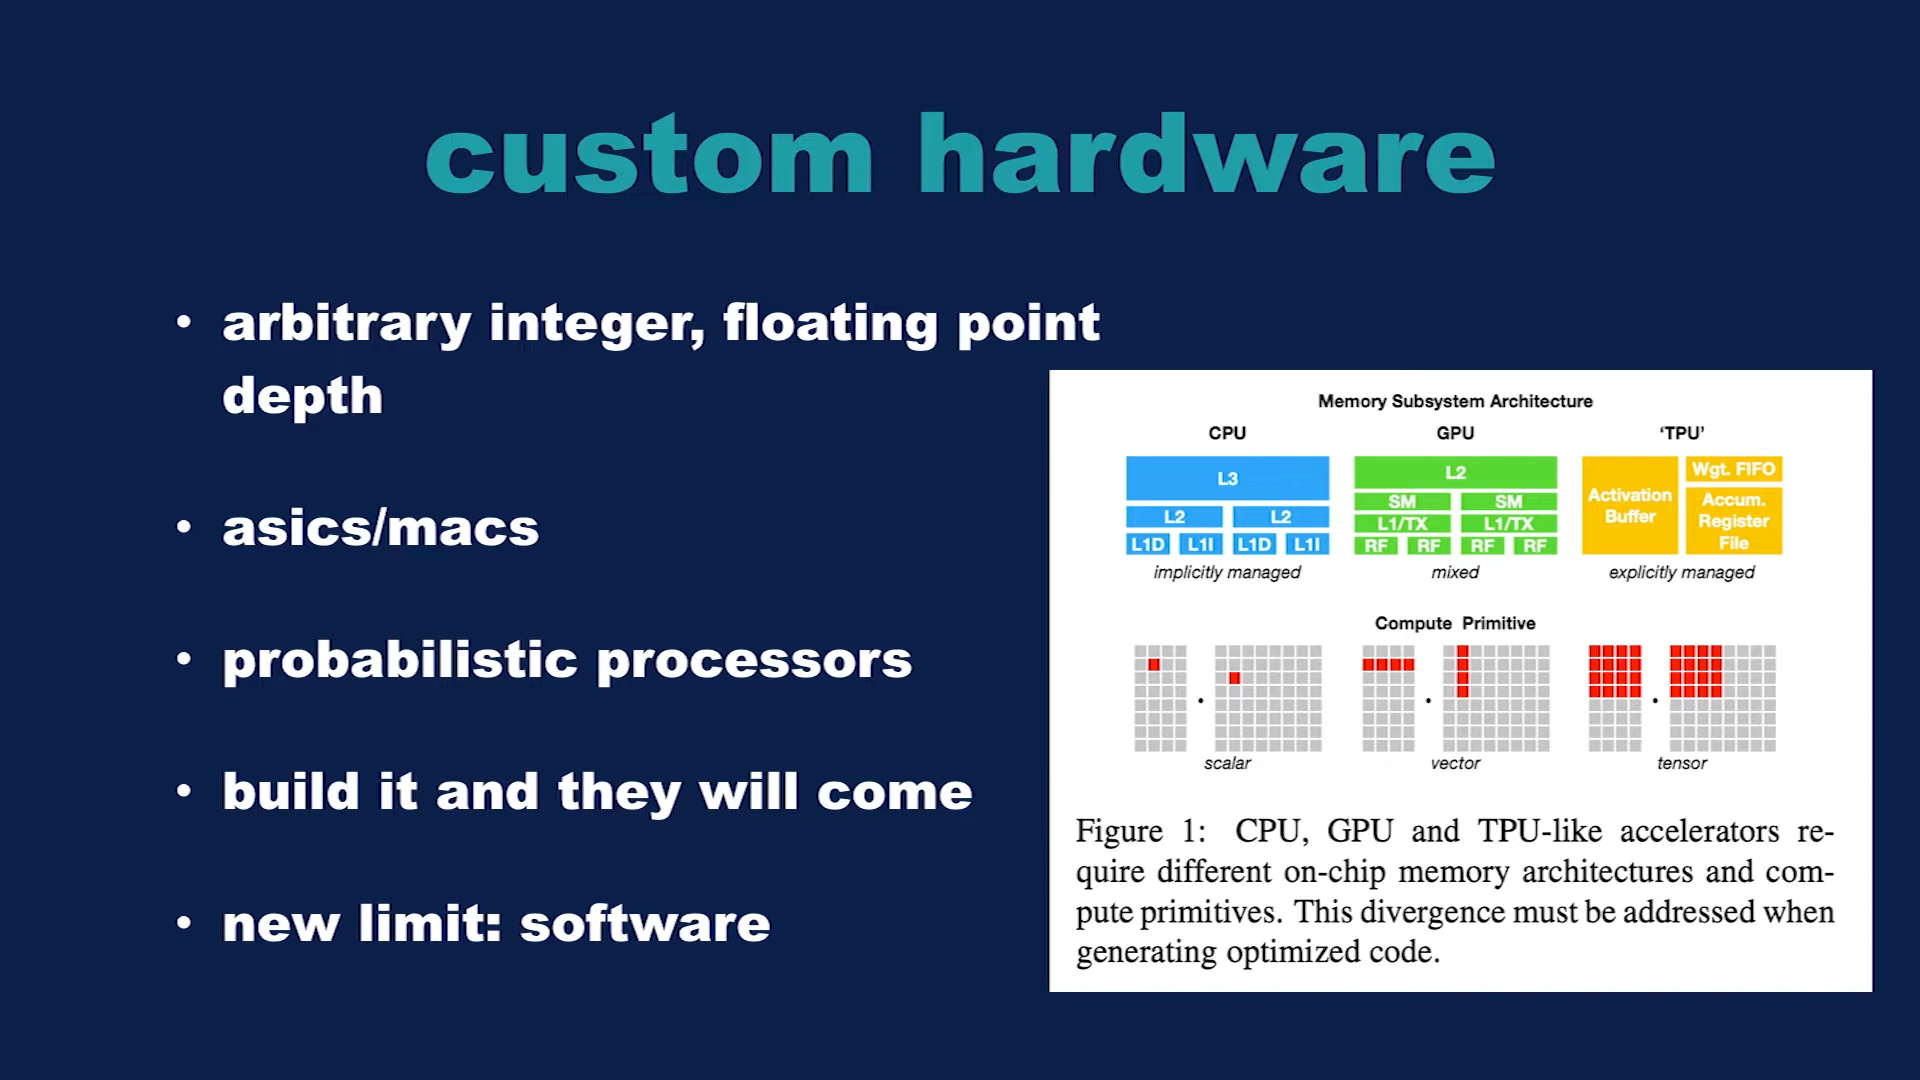 custom hardware
• arbitrary integer, floating point
depth
• asics/macs
• probabilistic processors
• build it and they will come
• new limit: software
Memory Subsystem Architecture
CPU GPU ‘TPU’
L3
L2 L2
L1D L1I L1D L1I
implicitly managed
L2
SM SM
L1/TX L1/TX
RF RF RF RF
mixed
Activation
Buffer
Wgt. FIFO
Accum.
Register
File
explicitly managed
Compute Primitive
scalar vector tensor
Figure 1: CPU, GPU and TPU-like accelerators re-
quire different on-chip memory architectures and com-
pute primitives. This divergence must be addressed when
generating optimized code.